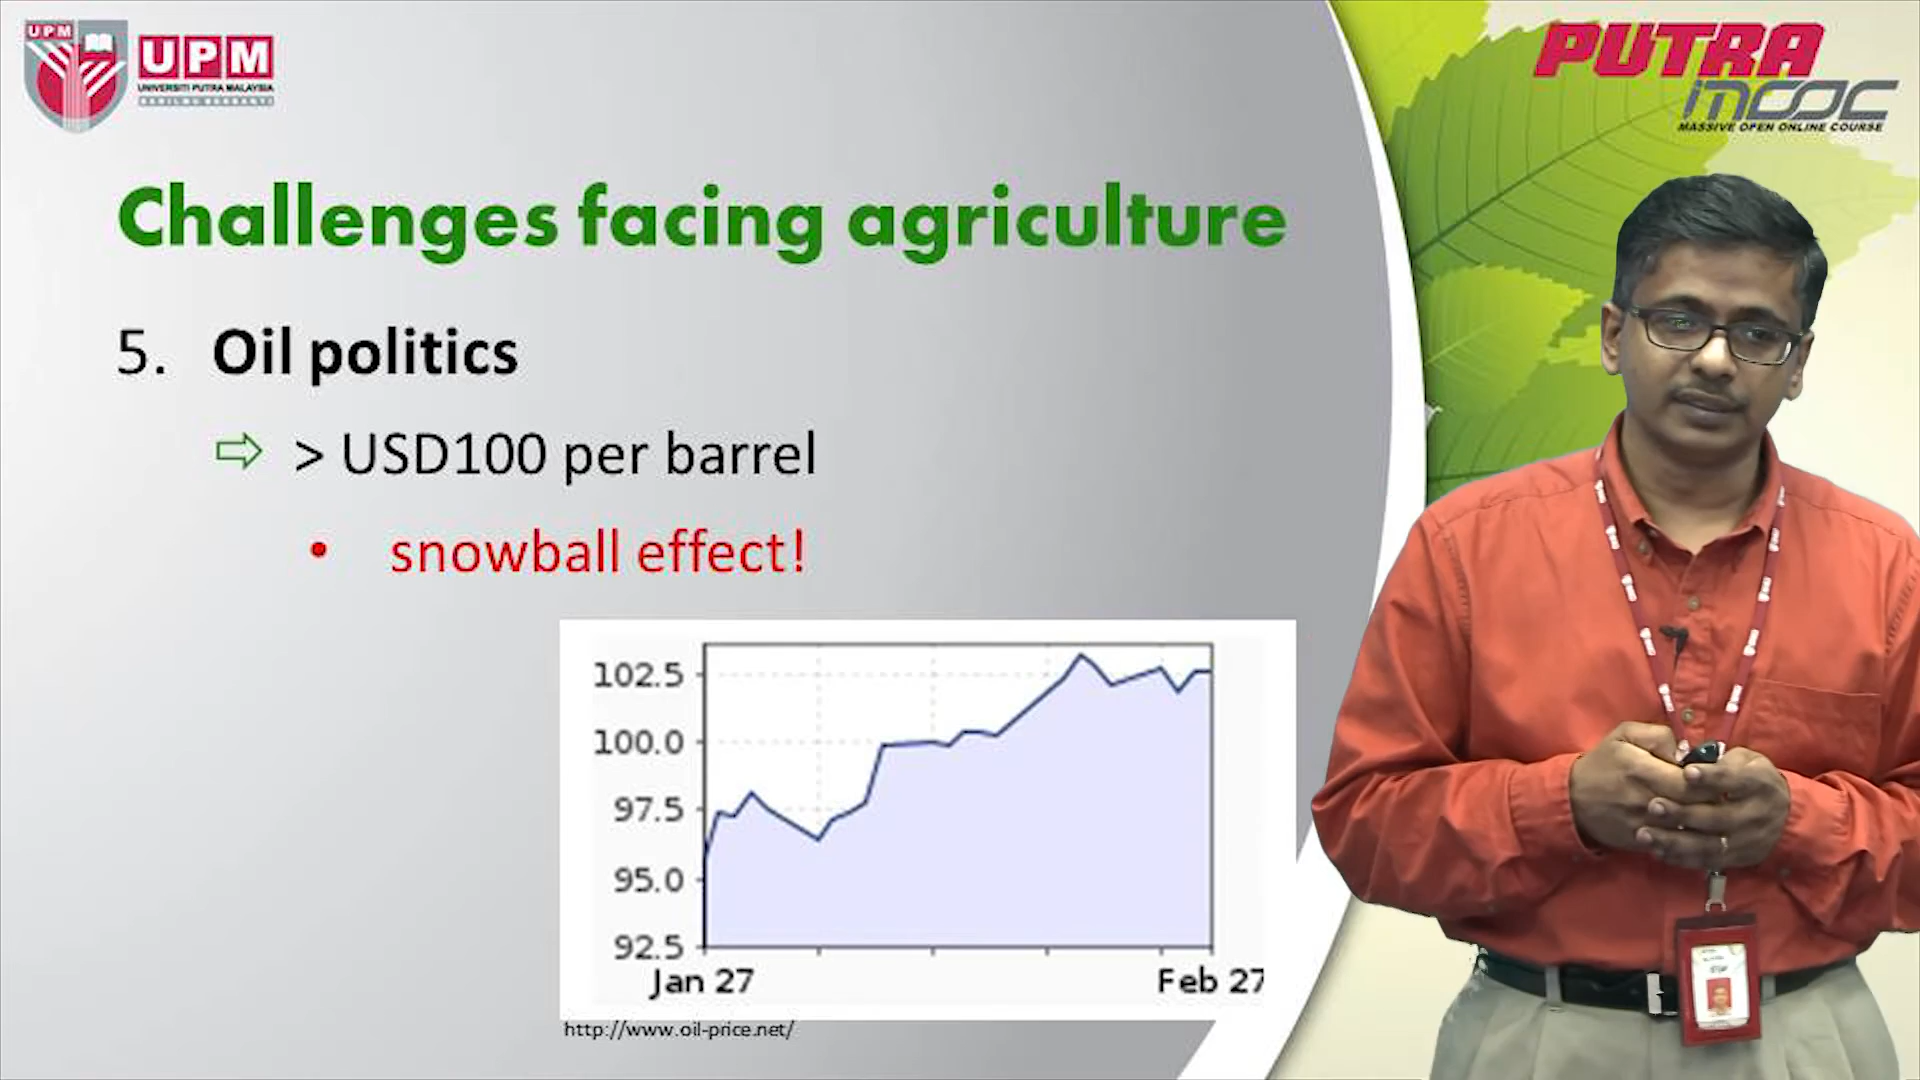 UPM
UPM
UNIVERSITI PUTRA MALAYSIA
BERILMU BERBAKTI
PUTRA
MOOC
MASSIVE OPEN ONLINE COURSE
Challenges facing agriculture
5. Oil politics
> USD100 per barrel
• snowball effect!
102.5
100.0
97.5
95.0
92.5
Jan 27
Feb 27
http://www.oil-price.net/